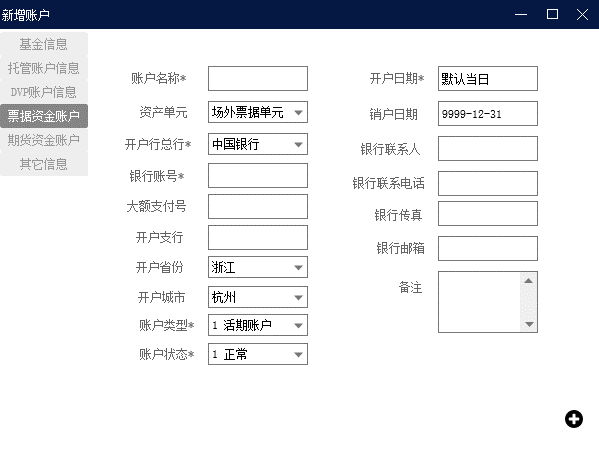 新增账户
基金信息
托管账户信息
DVP账户信息
票据资金账户
期货资金账户
其它信息
账户名称*
资产单元 场外票据单元
开户行总行* 中国银行
银行账号*
大额支付号
开户支行
开户省份 浙江
开户城市 杭州
账户类型* 1 活期账户
账户状态* 1 正常
开户日期* 默认当日
销户日期 9999-12-31
银行联系人
银行联系电话
银行传真
银行邮箱
备注